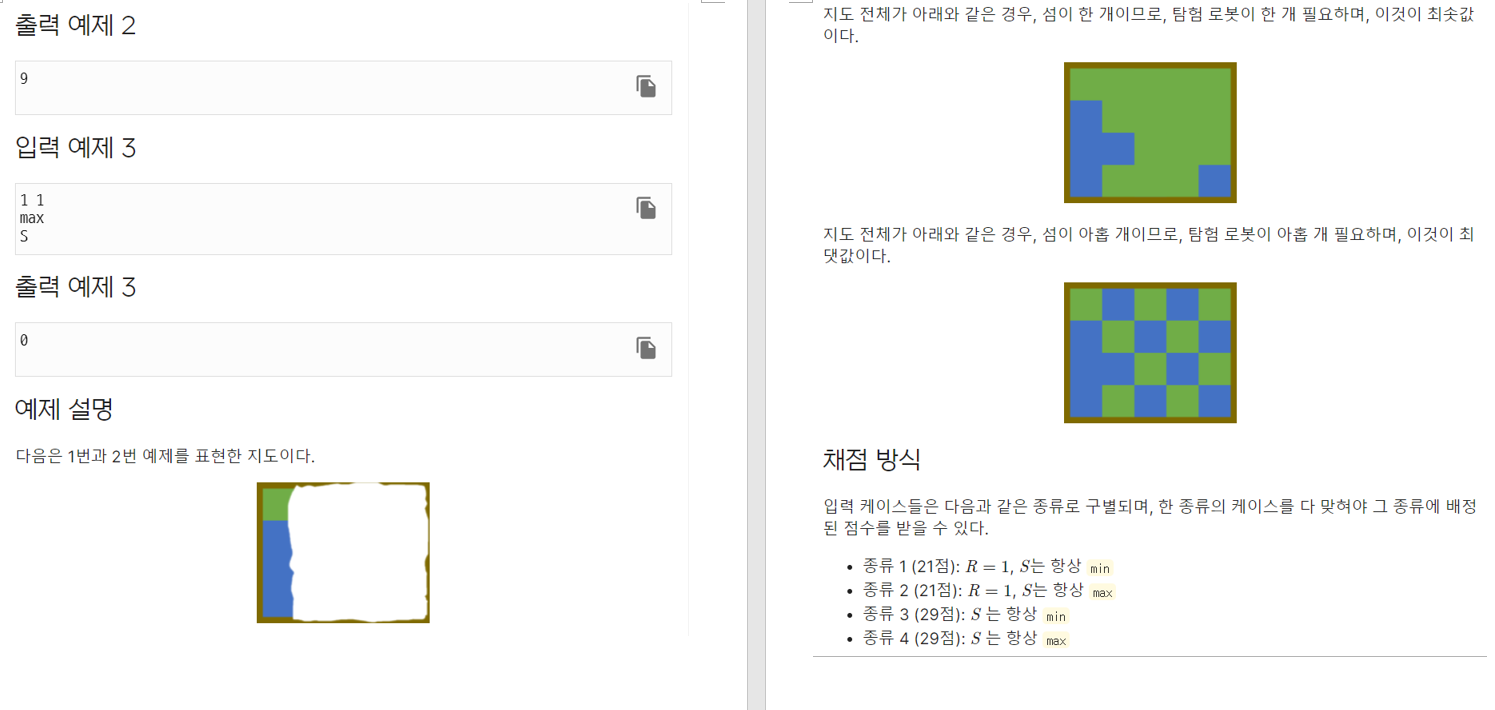 출력 예제 2
9
입력 예제 3
1 1
max
S
출력 예제 3
0
예제 설명
다음은 1번과 2번 예제를 표현한 지도이다.
지도 전체가 아래와 같은 경우, 섬이 한 개이므로, 탐험 로봇이 한 개 필요하며, 이것이 최솟값
이다.
지도 전체가 아래와 같은 경우, 섬이 아홉 개이므로, 탐험 로봇이 아홉 개 필요하며, 이것이 최
댓값이다.
채점 방식
입력 케이스들은 다음과 같은 종류로 구별되며, 한 종류의 케이스를 다 맞혀야 그 종류에 배정
된 점수를 받을 수 있다.
• 종류 1 (21점): R = 1, S는 항상 min
• 종류 2 (21점): R = 1, S는 항상 max
• 종류 3 (29점): S 는 항상 min
• 종류 4 (29점): S 는 항상 max